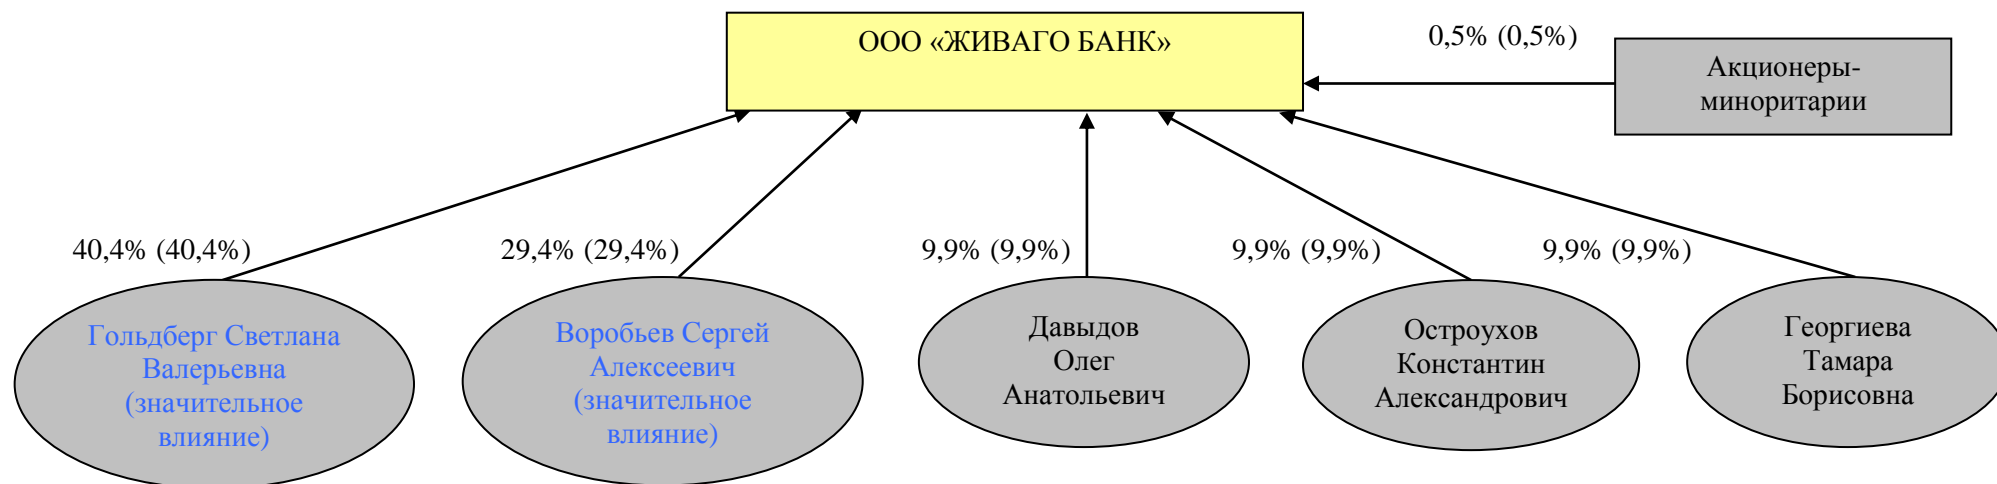 ООО «ЖИВАГО БАНК»
0,5% (0,5%)
Акционеры-
миноритарии
40,4% (40,4%)
29,4% (29,4%)
9,9% (9,9%)
9,9% (9,9%)
9,9% (9,9%)
Гольдберг Светлана
Валерьевна
(значительное
влияние)
Воробьев Сергей
Алексеевич
(значительное
влияние)
Давыдов
Олег
Анатольевич
Остроухов
Константин
Александрович
Георгиева
Тамара
Борисовна